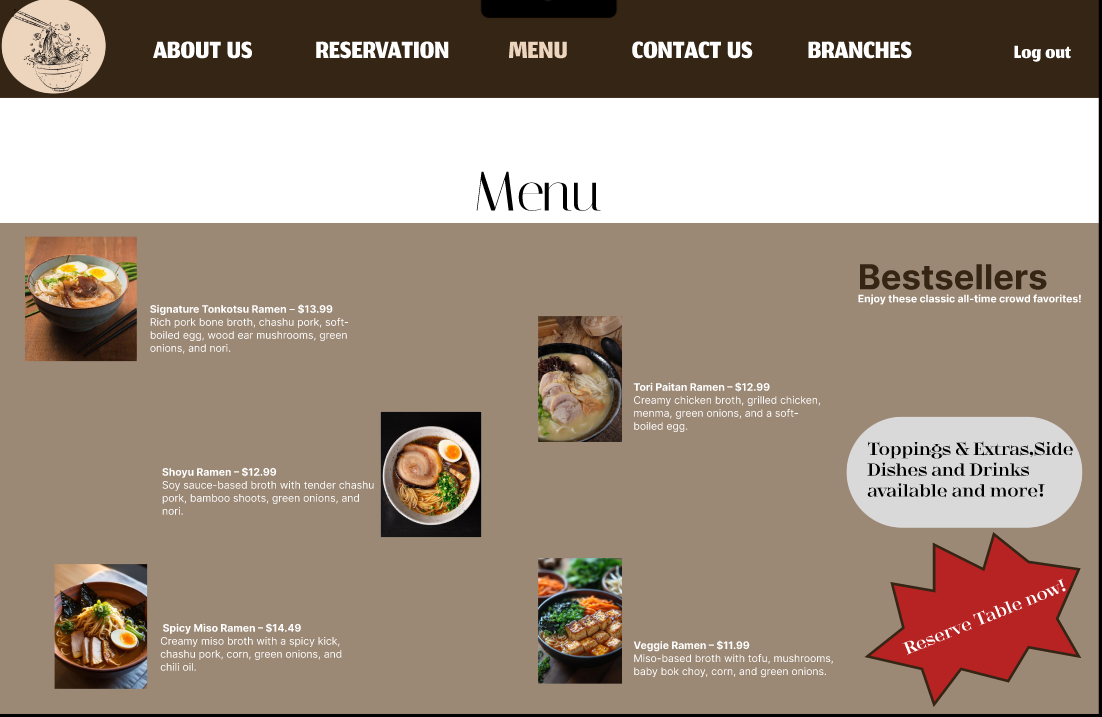 ABOUT US
RESERVATION
MENU
CONTACT US
BRANCHES
Log out
Menu
Signature Tonkotsu Ramen – $13.99
Rich pork bone broth, chashu pork, soft-
boiled egg, wood ear mushrooms, green
onions, and nori.
Shoyu Ramen – $12.99
Soy sauce-based broth with tender chashu
pork, bamboo shoots, green onions, and
nori.
Spicy Miso Ramen – $14.49
Creamy miso broth with a spicy kick,
chashu pork, corn, green onions, and
chili oil.
Tori Paitan Ramen – $12.99
Creamy chicken broth, grilled chicken,
menma, green onions, and a soft-
boiled egg.
Veggie Ramen – $11.99
Miso-based broth with tofu, mushrooms,
baby bok choy, corn, and green onions.
Bestsellers
Enjoy these classic all-time crowd favorites!
Toppings & Extras,Side
Dishes and Drinks
available and more!
Reserve Table now!